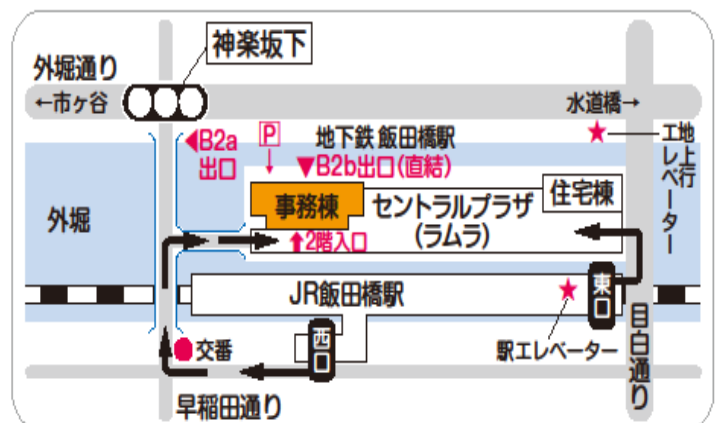 神楽坂下
外堀通り
←市ヶ谷
水道橋→
◀B2a
出口
P
地下鉄 飯田橋駅
▼B2b出口(直結)
★
地上行
エレベーター
外堀
事務棟
セントラルプラザ
(ラムラ)
住宅棟
⬆2階入口
JR飯田橋駅
★
東口
駅エレベーター
西口
交番
目白通り
早稲田通り